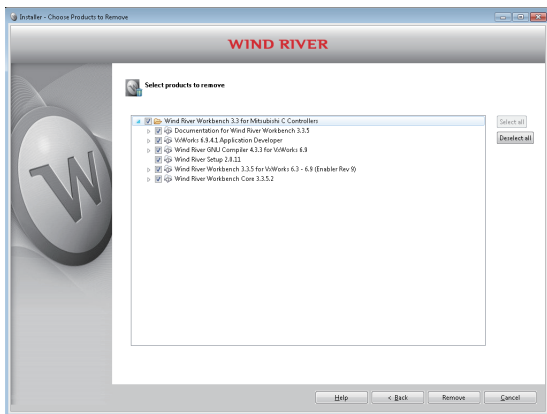 Installer - Choose Products to Remove
WIND RIVER
Select products to remove
Wind River Workbench 3.3 for Mitsubishi C Controllers
Documentation for Wind River Workbench 3.3.5
VxWorks 6.9.4.1 Application Developer
Wind River GNU Compiler 4.3.3 for VxWorks 6.9
Wind River Setup 2.0.11
Wind River Workbench 3.3.5 for VxWorks 6.3 - 6.9 (Enabler Rev 9)
Wind River Workbench Core 3.3.5.2
Select all
Deselect all
W
Help
< Back
Remove
Cancel